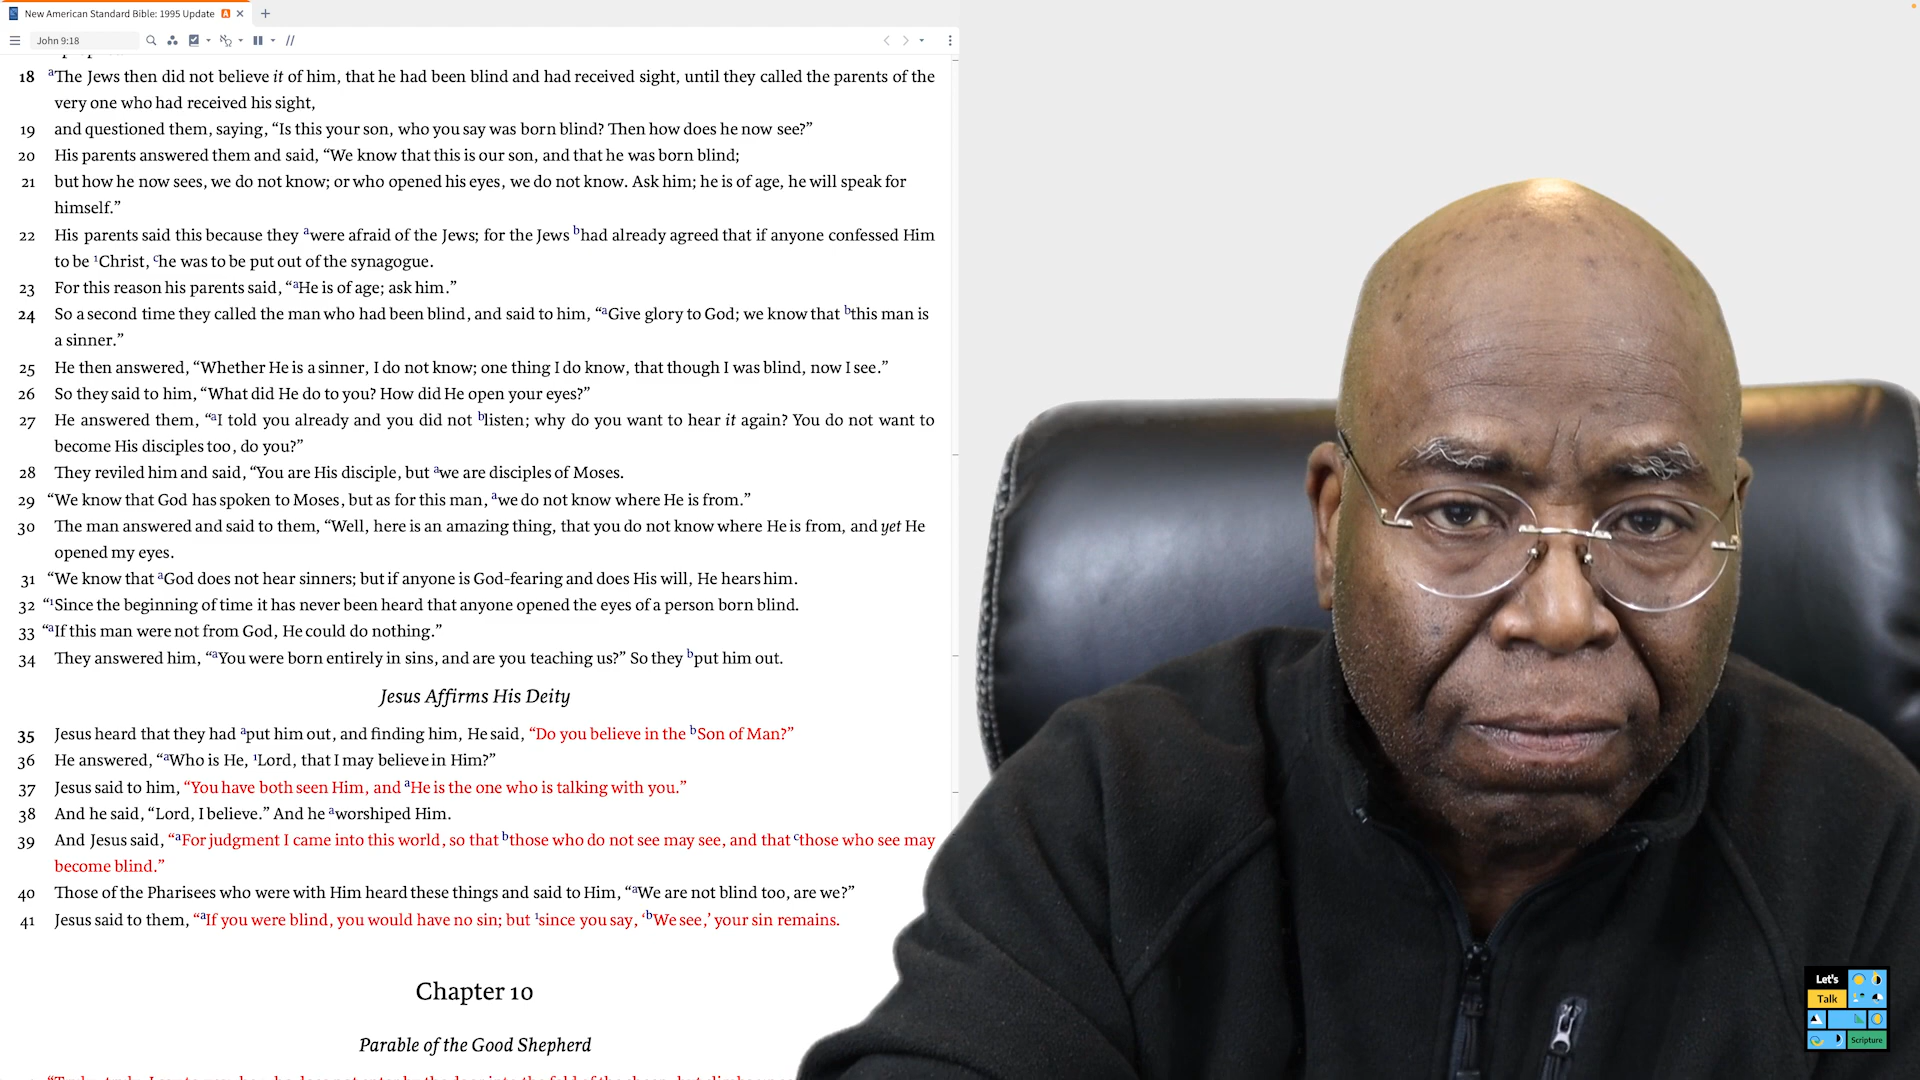 New American Standard Bible: 1995 Update A
John 9:18
18 aThe Jews then did not believe it of him, that he had been blind and had received sight, until they called the parents of the
very one who had received his sight,
19 and questioned them, saying, “Is this your son, who you say was born blind? Then how does he now see?”
20 His parents answered them and said, “We know that this is our son, and that he was born blind;
21 but how he now sees, we do not know; or who opened his eyes, we do not know. Ask him; he is of age, he will speak for
himself.”
22 His parents said this because they awere afraid of the Jews; for the Jews bhad already agreed that if anyone confessed Him
to be 1Christ, che was to be put out of the synagogue.
23 For this reason his parents said, “aHe is of age; ask him.”
24 So a second time they called the man who had been blind, and said to him, “aGive glory to God; we know that bthis man is
a sinner.”
25 He then answered, “Whether He is a sinner, I do not know; one thing I do know, that though I was blind, now I see.”
26 So they said to him, “What did He do to you? How did He open your eyes?”
27 He answered them, “aI told you already and you did not blisten; why do you want to hear it again? You do not want to
become His disciples too, do you?”
28 They reviled him and said, “You are His disciple, but awe are disciples of Moses.
29 “We know that God has spoken to Moses, but as for this man, awe do not know where He is from.”
30 The man answered and said to them, “Well, here is an amazing thing, that you do not know where He is from, and yet He
opened my eyes.
31 “We know that aGod does not hear sinners; but if anyone is God-fearing and does His will, He hears him.
32 “1Since the beginning of time it has never been heard that anyone opened the eyes of a person born blind.
33 “aIf this man were not from God, He could do nothing.”
34 They answered him, “aYou were born entirely in sins, and are you teaching us?” So they bput him out.
Jesus Affirms His Deity
35 Jesus heard that they had aput him out, and finding him, He said, “Do you believe in the bSon of Man?”
36 He answered, “aWho is He, 1Lord, that I may believe in Him?”
37 Jesus said to him, “You have both seen Him, and aHe is the one who is talking with you.”
38 And he said, “Lord, I believe.” And he aworshiped Him.
39 And Jesus said, “aFor judgment I came into this world, so that bthose who do not see may see, and that cthose who see may
become blind.”
40 Those of the Pharisees who were with Him heard these things and said to Him, “aWe are not blind too, are we?”
41 Jesus said to them, “aIf you were blind, you would have no sin; but 1since you say, ‘bWe see,’ your sin remains.
Chapter 10
Parable of the Good Shepherd
Let's
Talk
Scripture